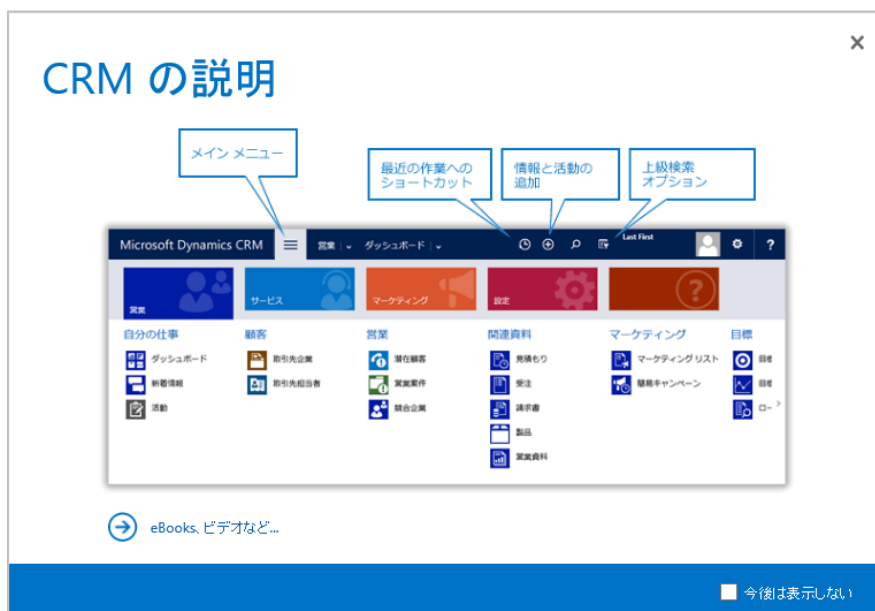 ×
CRM の説明
メイン メニュー
最近の作業への
ショートカット
情報と活動の
追加
上級検索
オプション
Microsoft Dynamics CRM
営業
ダッシュボード
Last First
?
営業
サービス
マーケティング
設定
?
自分の仕事
顧客
営業
関連資料
マーケティング
目標
ダッシュボード
取引先企業
潜在顧客
見積もり
マーケティング リスト
目標
新着情報
取引先担当者
営業案件
受注
簡易キャンペーン
目標
活動
競合企業
請求書
ロー
製品
営業資料
eBooks、ビデオなど...
今後は表示しない